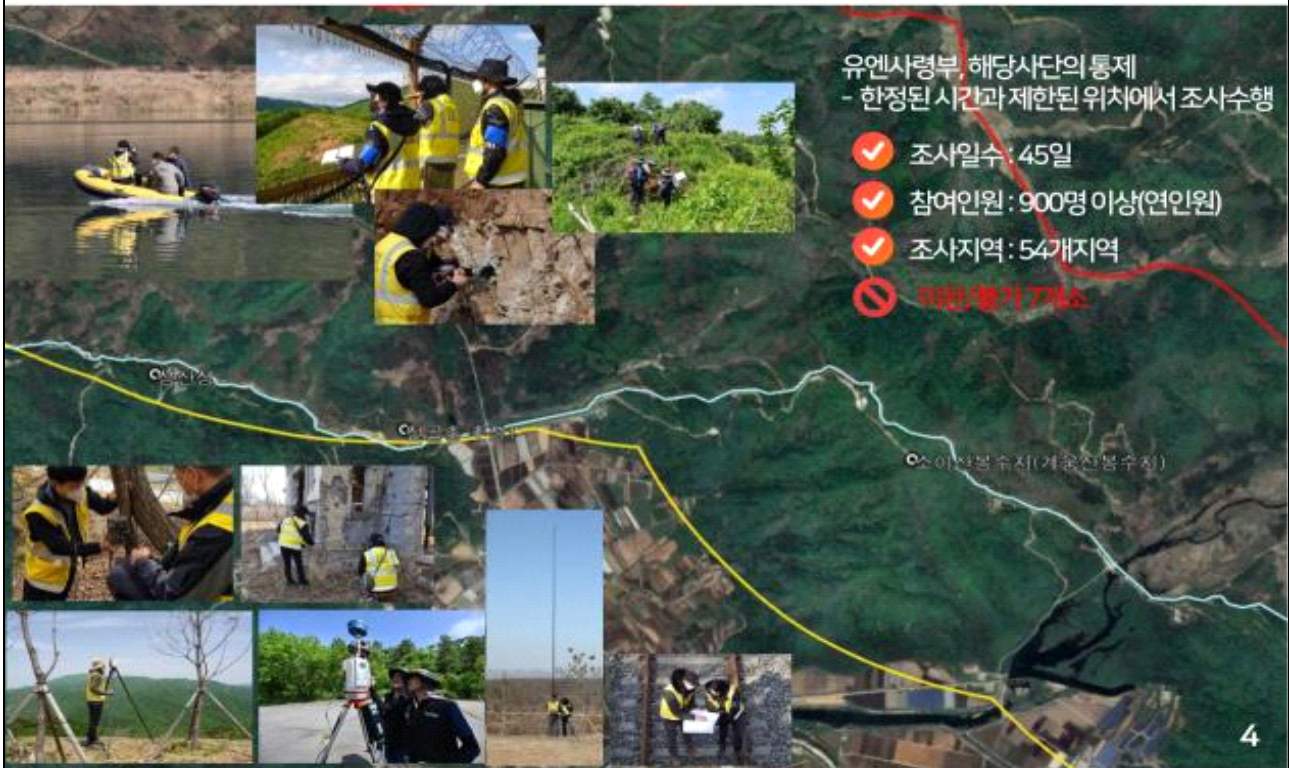 유엔사령부, 해당사단의 통제
- 한정된 시간과 제한된 위치에서 조사수행
조사일수 : 45일
참여인원 : 900명 이상(연인원)
조사지역 : 54개지역
7개소
4